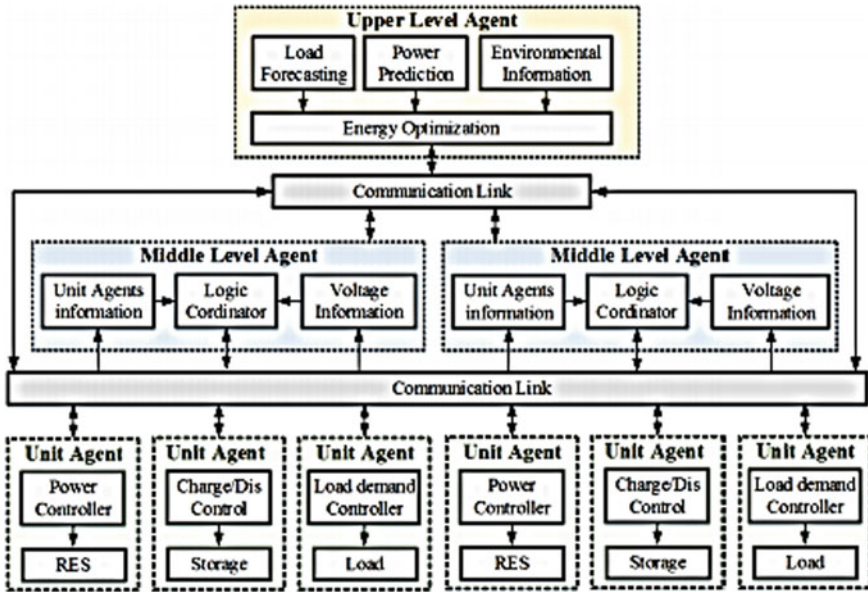 Upper Level Agent
Load
Forecasting
Power
Prediction
Environmental
Information
Energy Optimization
Communication Link
Middle Level Agent
Unit Agents
information
Logic
Cordinator
Voltage
Information
Middle Level Agent
Unit Agents
information
Logic
Cordinator
Voltage
Information
Communication Link
Unit Agent
Power
Controller
RES
Unit Agent
Charge/Dis
Control
Storage
Unit Agent
Load demand
Controller
Load
Unit Agent
Power
Controller
RES
Unit Agent
Charge/Dis
Control
Storage
Unit Agent
Load demand
Controller
Load